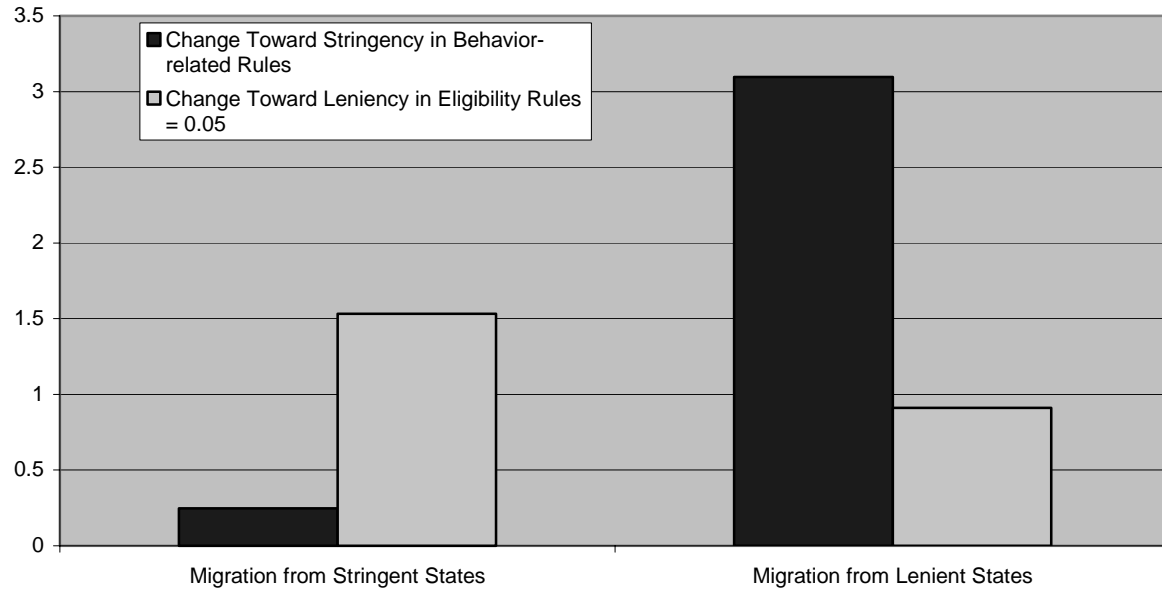 3.5
Change Toward Stringency in Behavior-
related Rules
Change Toward Leniency in Eligibility Rules
= 0.05
3
2.5
2
1.5
1
0.5
0
Migration from Stringent States
Migration from Lenient States